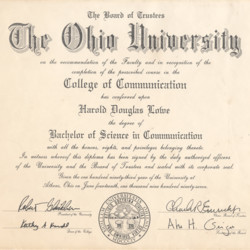 The Board of Trustees
The Ohio University
on the recommendation of the Faculty and in recognition of the
completion of the prescribed course in the
College of Communication
has conferred upon
Harold Douglas Lowe
the degree of
Bachelor of Science in Communication
with all the honors, rights, and privileges belonging thereto.
In witness whereof this diploma has been signed by the duly authorized officers
of the University and the Board of Trustees and sealed with its corporate seal.
Given the one hundred ninety-third year of the University at
Athens, Ohio on June fourteenth, one thousand nine hundred ninety-seven.